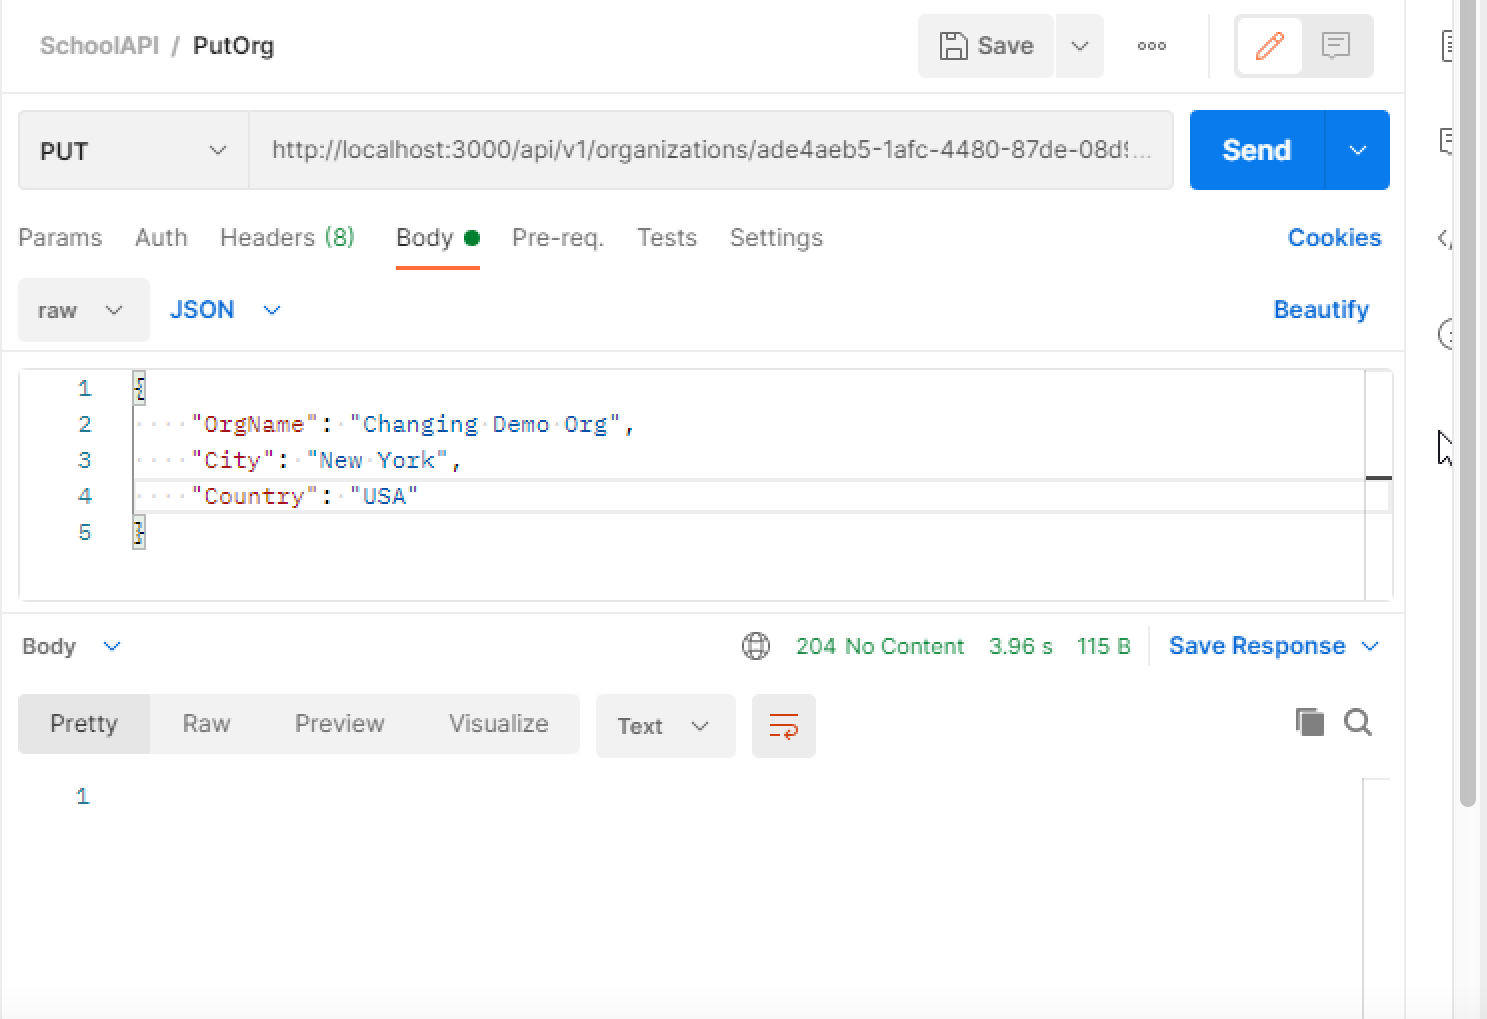 SchoolAPI / PutOrg
Save
PUT
http://localhost:3000/api/v1/organizations/ade4aeb5-1afc-4480-87de-08d9...
Send
Params Auth Headers (8) Body Pre-req. Tests Settings Cookies
raw JSON Beautify
1 {
2 "OrgName": "Changing Demo Org",
3 "City": "New York",
4 "Country": "USA"
5 }
Body 204 No Content 3.96 s 115 B Save Response
Pretty Raw Preview Visualize Text
1